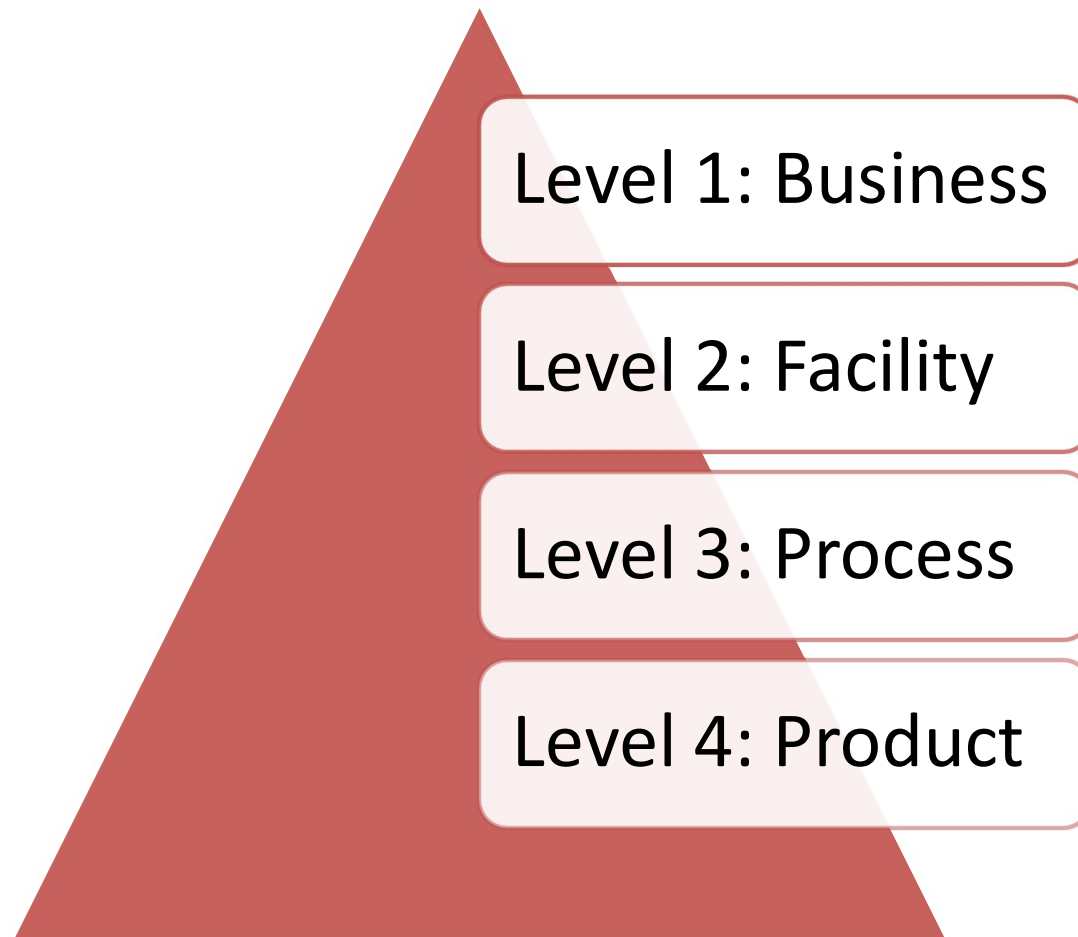 Level 1: Business
Level 2: Facility
Level 3: Process
Level 4: Product